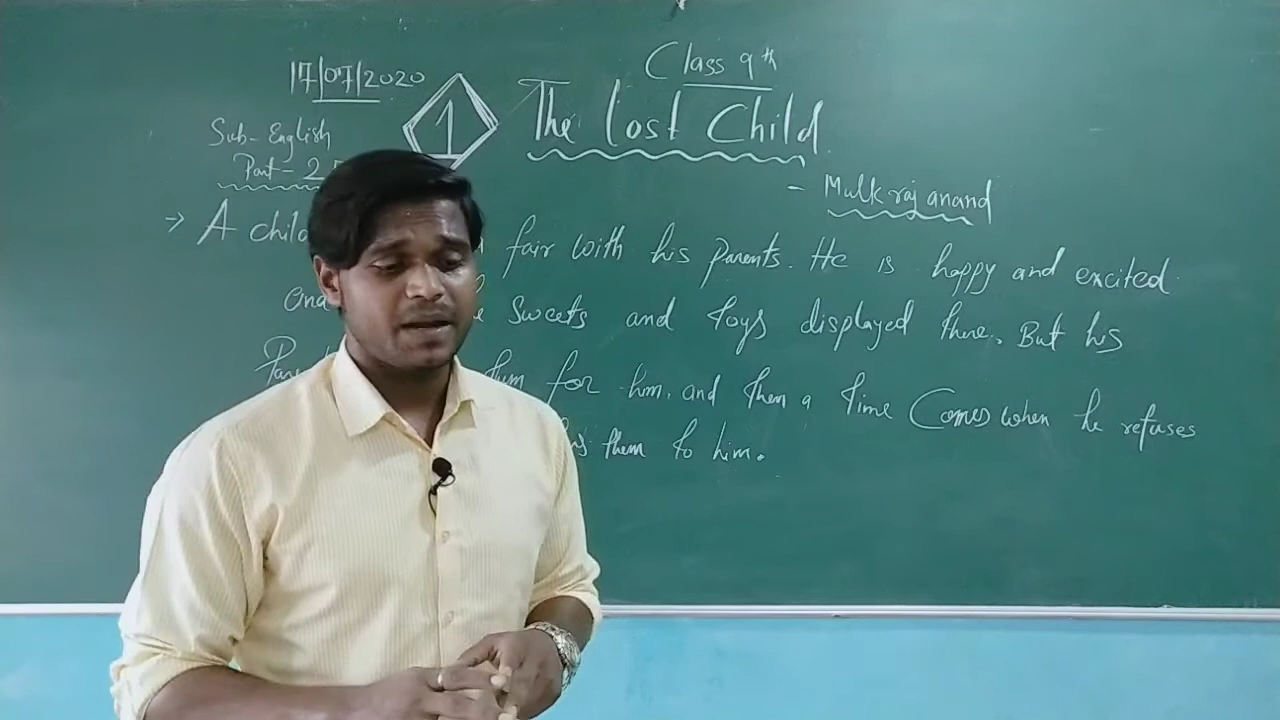 Class 9th
17/07/2020
1 The Lost Child
Sub- English
Part - 2
- Mulk raj anand
→ A child fair with his parents. He is happy and excited.
and sweets and toys displayed there. But his
for him. and then a time comes when he refuses
them to him.